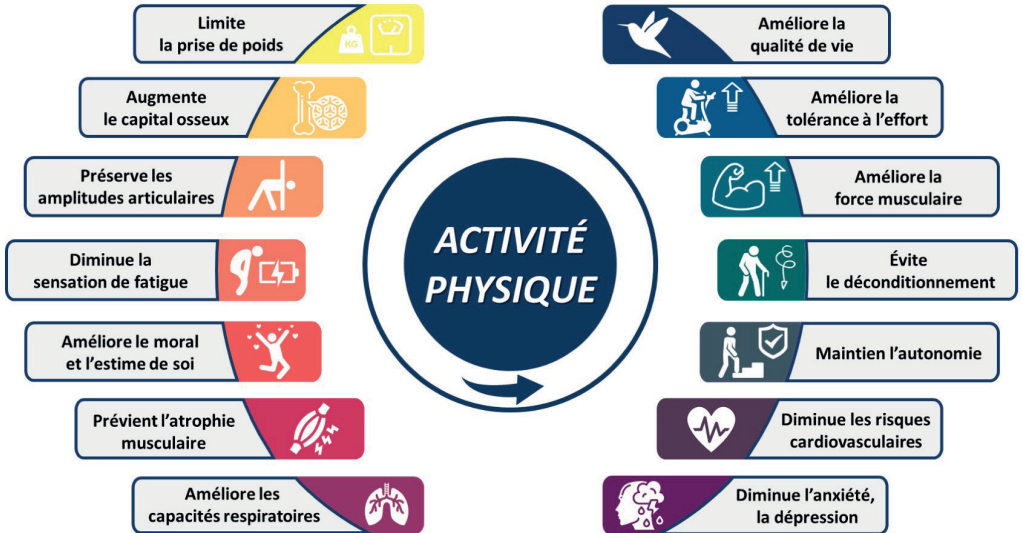 Limite
la prise de poids
KG
Augmente
le capital osseux
Préserve les
amplitudes articulaires
Diminue la
sensation de fatigue
Améliore le moral
et l'estime de soi
Prévient l'atrophie
musculaire
Améliore les
capacités respiratoires
ACTIVITÉ
PHYSIQUE
Améliore la
qualité de vie
Améliore la
tolérance à l'effort
Améliore la
force musculaire
Évite
le déconditionnement
Maintien l'autonomie
Diminue les risques
cardiovasculaires
Diminue l'anxiété,
la dépression